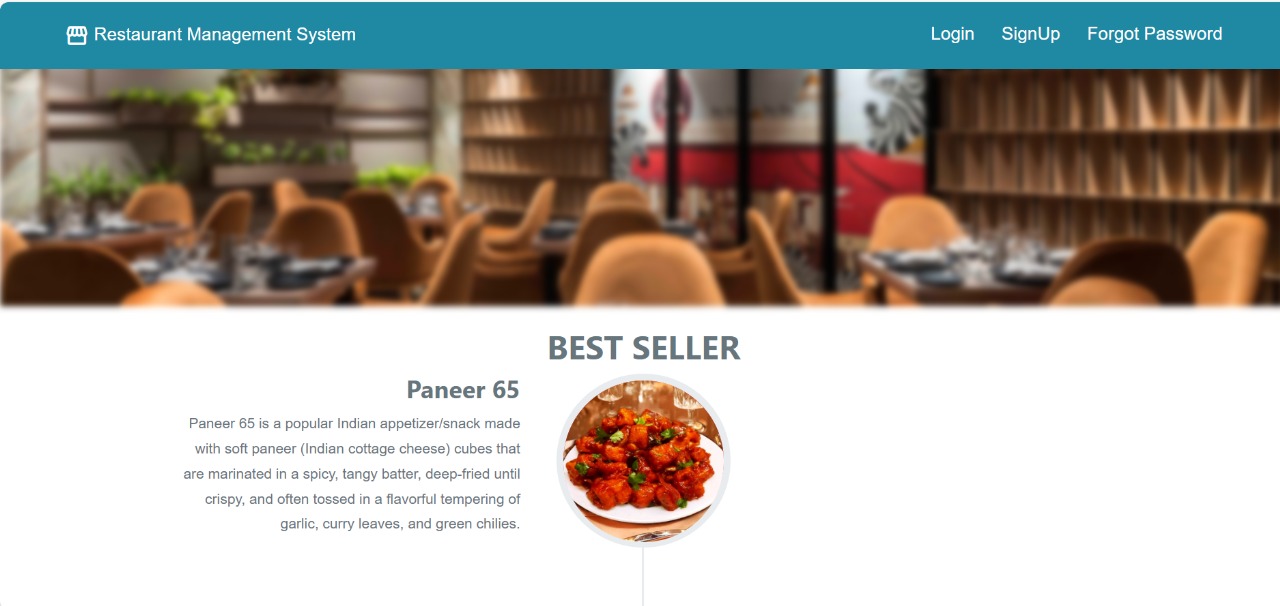 Restaurant Management System
Login SignUp Forgot Password
BEST SELLER
Paneer 65
Paneer 65 is a popular Indian appetizer/snack made
with soft paneer (Indian cottage cheese) cubes that
are marinated in a spicy, tangy batter, deep-fried until
crispy, and often tossed in a flavorful tempering of
garlic, curry leaves, and green chilies.